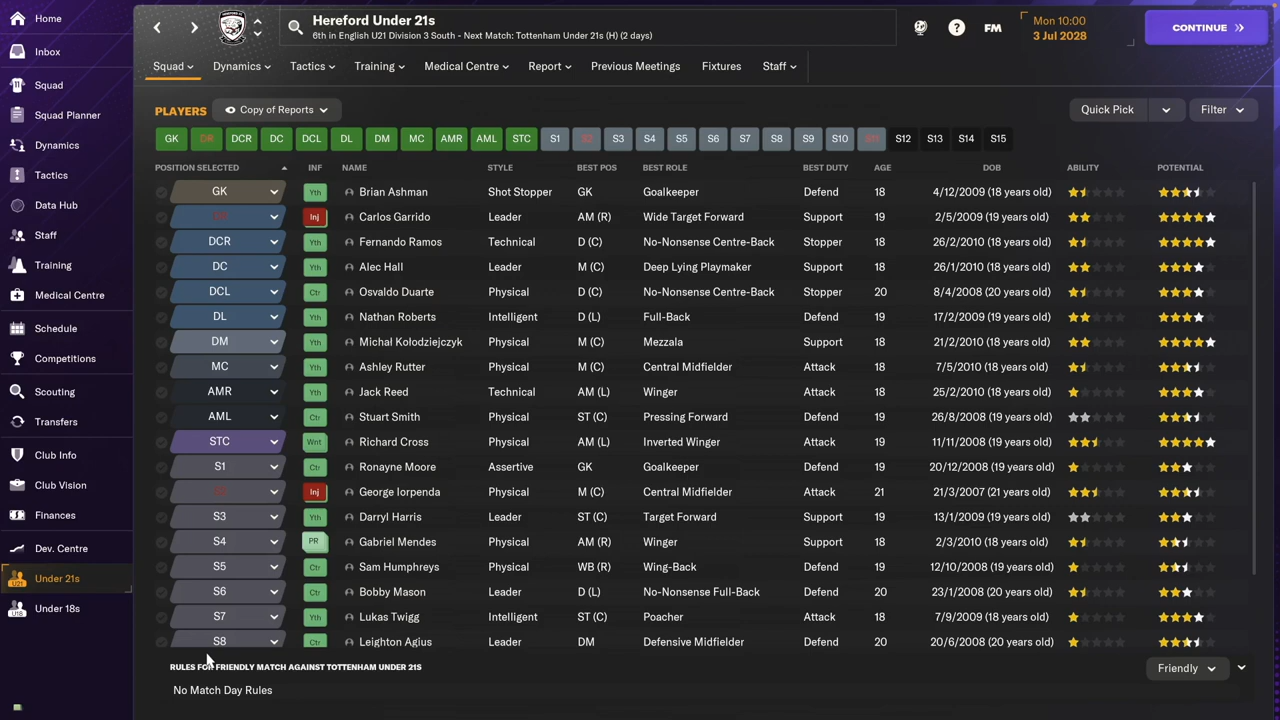 Home
Inbox
Squad
Squad Planner
Dynamics
Tactics
Data Hub
Staff
Training
Medical Centre
Schedule
Competitions
Scouting
Transfers
Club Info
Club Vision
Finances
Dev. Centre
Under 21s
Under 18s
Hereford Under 21s
6th in English U21 Division 3 South - Next Match: Tottenham Under 21s (H) (2 days)
FM
Mon 10:00
3 Jul 2028
CONTINUE
Squad Dynamics Tactics Training Medical Centre Report Previous Meetings Fixtures Staff
PLAYERS Copy of Reports Quick Pick Filter
GK DR DCR DC DCL DL DM MC AMR AML STC S1 S2 S3 S4 S5 S6 S7 S8 S9 S10 S11 S12 S13 S14 S15
POSITION SELECTED INF NAME STYLE BEST POS BEST ROLE BEST DUTY AGE DOB ABILITY POTENTIAL
GK Yth Brian Ashman Shot Stopper GK Goalkeeper Defend 18 4/12/2009 (18 years old)
DR Inj Carlos Garrido Leader AM (R) Wide Target Forward Support 19 2/5/2009 (19 years old)
DCR Yth Fernando Ramos Technical D (C) No-Nonsense Centre-Back Stopper 18 26/2/2010 (18 years old)
DC Yth Alec Hall Leader M (C) Deep Lying Playmaker Support 18 26/1/2010 (18 years old)
DCL Ctr Osvaldo Duarte Physical D (C) No-Nonsense Centre-Back Stopper 20 8/4/2008 (20 years old)
DL Yth Nathan Roberts Intelligent D (L) Full-Back Defend 19 17/2/2009 (19 years old)
DM Yth Michał Kołodziejczyk Physical M (C) Mezzala Support 18 21/2/2010 (18 years old)
MC Yth Ashley Rutter Physical M (C) Central Midfielder Attack 18 7/5/2010 (18 years old)
AMR Yth Jack Reed Technical AM (L) Winger Attack 18 25/2/2010 (18 years old)
AML Ctr Stuart Smith Physical ST (C) Pressing Forward Defend 19 26/8/2008 (19 years old)
STC Wnt Richard Cross Physical AM (L) Inverted Winger Attack 19 11/11/2008 (19 years old)
S1 Ctr Ronayne Moore Assertive GK Goalkeeper Defend 19 20/12/2008 (19 years old)
S2 Inj George Iorpenda Physical M (C) Central Midfielder Attack 21 21/3/2007 (21 years old)
S3 Yth Darryl Harris Leader ST (C) Target Forward Support 19 13/1/2009 (19 years old)
S4 PR Gabriel Mendes Physical AM (R) Winger Support 18 2/3/2010 (18 years old)
S5 Ctr Sam Humphreys Physical WB (R) Wing-Back Defend 19 12/10/2008 (19 years old)
S6 Ctr Bobby Mason Leader D (L) No-Nonsense Full-Back Defend 20 23/1/2008 (20 years old)
S7 Yth Lukas Twigg Intelligent ST (C) Poacher Attack 18 7/9/2009 (18 years old)
S8 Ctr Leighton Agius Leader DM Defensive Midfielder Defend 20 20/6/2008 (20 years old)
RULES FOR FRIENDLY MATCH AGAINST TOTTENHAM UNDER 21S Friendly
No Match Day Rules